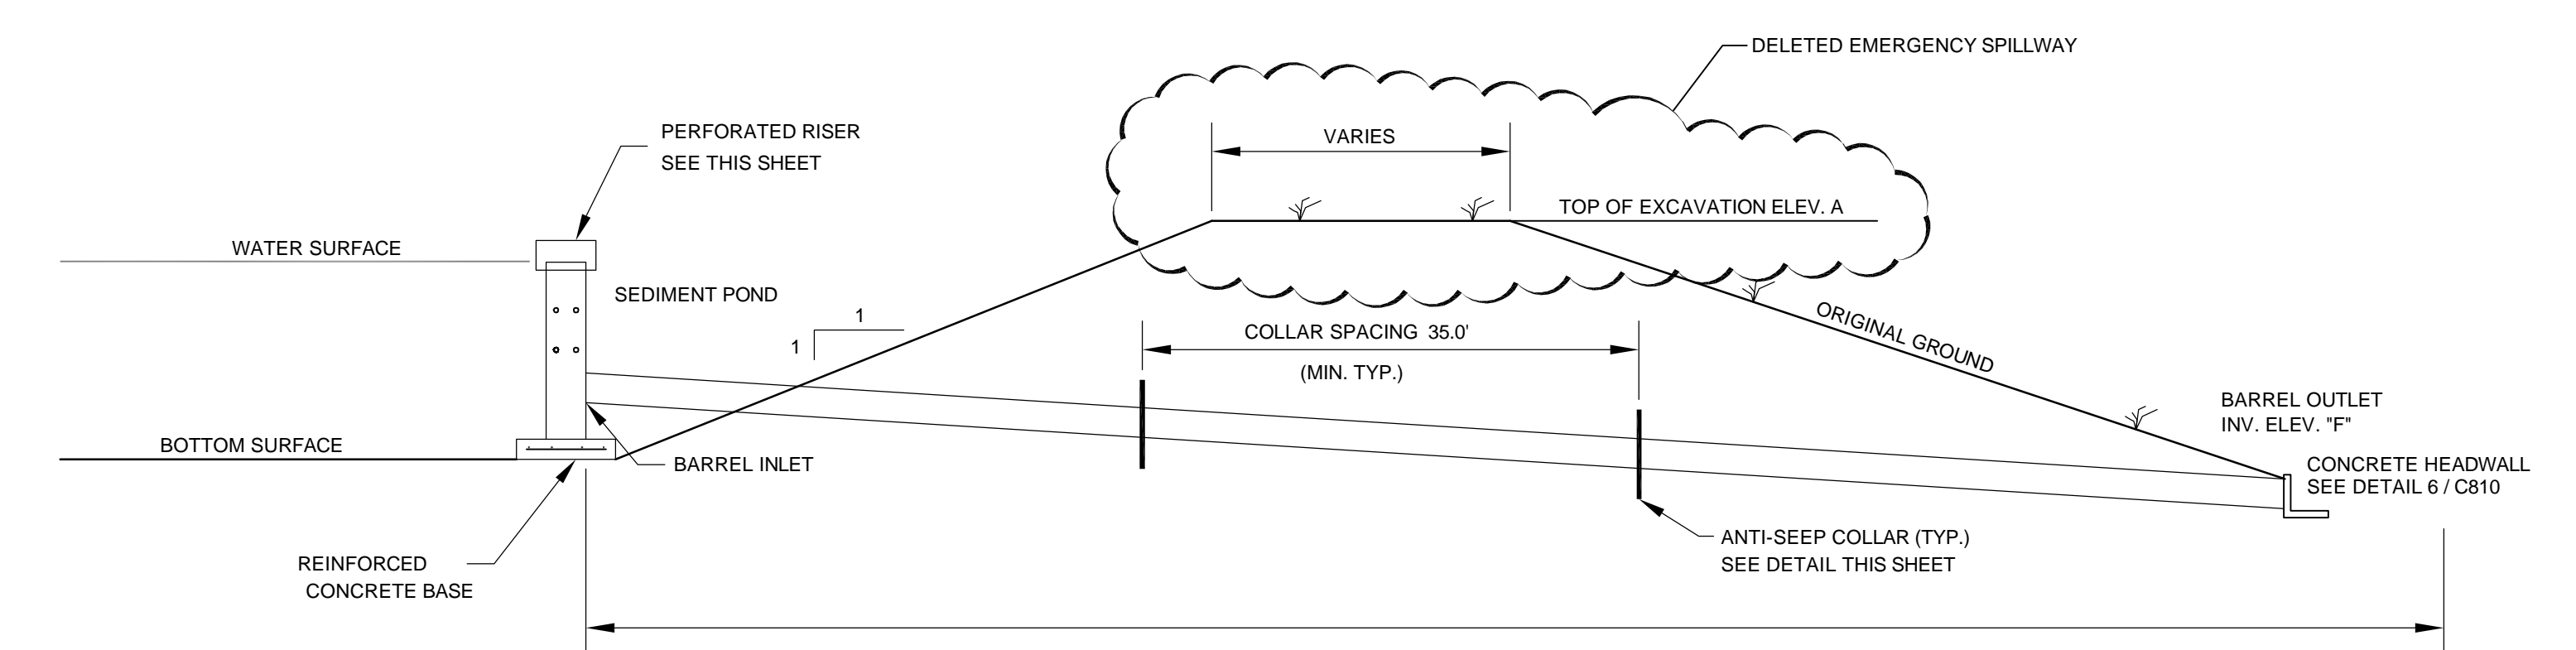 DELETED EMERGENCY SPILLWAY
PERFORATED RISER
SEE THIS SHEET
VARIES
TOP OF EXCAVATION ELEV. A
WATER SURFACE
SEDIMENT POND
1
1
COLLAR SPACING 35.0'
(MIN. TYP.)
ORIGINAL GROUND
BARREL OUTLET
INV. ELEV. "F"
BOTTOM SURFACE
BARREL INLET
CONCRETE HEADWALL
SEE DETAIL 6 / C810
ANTI-SEEP COLLAR (TYP.)
SEE DETAIL THIS SHEET
REINFORCED
CONCRETE BASE